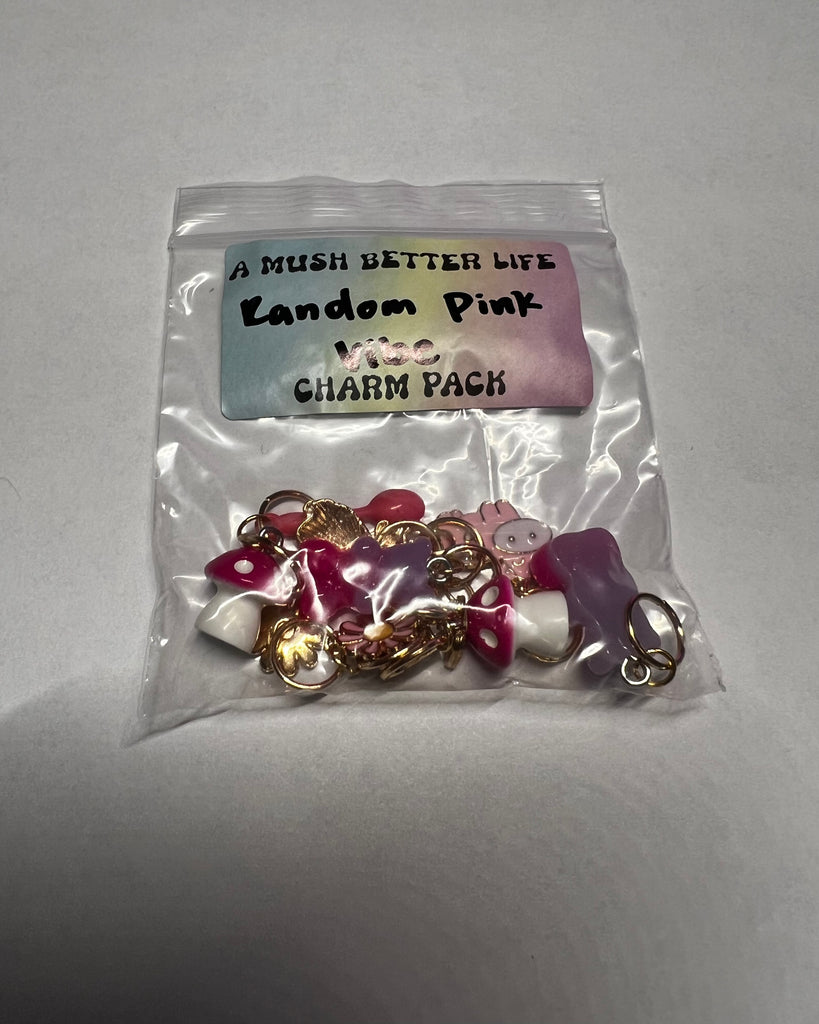 A MUSH BETTER LIFE
Random Pink
Vibe
CHARM PACK